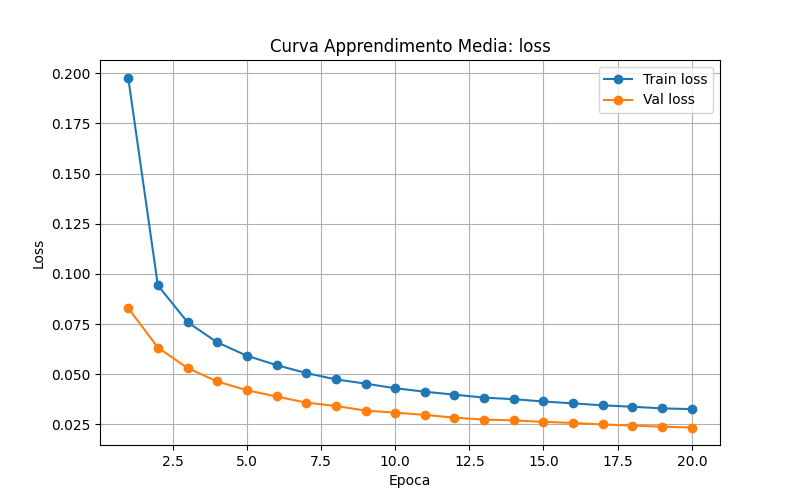 Curva Apprendimento Media: loss
Train loss
Val loss
0.200
0.175
0.150
0.125
0.100
0.075
0.050
0.025
Loss
2.5 5.0 7.5 10.0 12.5 15.0 17.5 20.0
Epoca